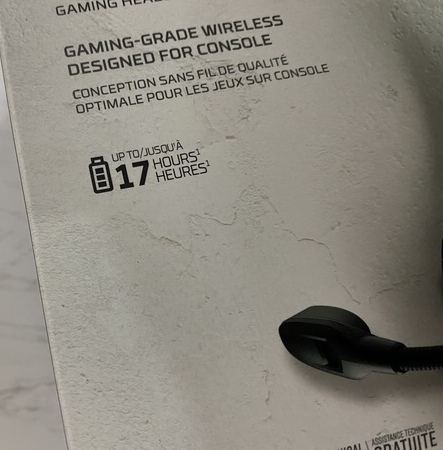 GAMING
GAMING-GRADE WIRELESS
DESIGNED FOR CONSOLE
CONCEPTION SANS FIL DE QUALITÉ
OPTIMALE POUR LES JEUX SUR CONSOLE
UP TO/JUSQU'À
17 HOURS¹
HEURES¹
ASSISTANCE TECHNIQUE